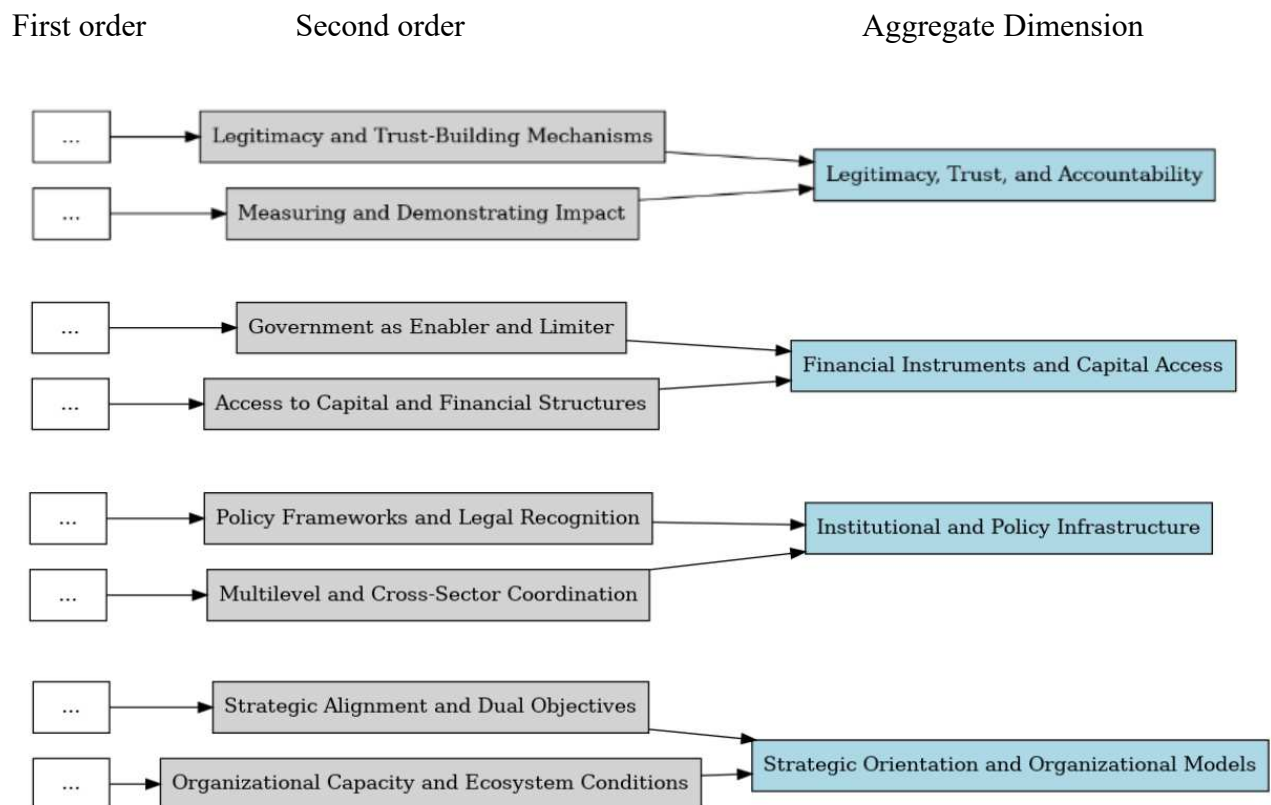 First order
Second order
Aggregate Dimension
...
Legitimacy and Trust-Building Mechanisms
Legitimacy, Trust, and Accountability
...
Measuring and Demonstrating Impact
...
Government as Enabler and Limiter
Financial Instruments and Capital Access
...
Access to Capital and Financial Structures
...
Policy Frameworks and Legal Recognition
Institutional and Policy Infrastructure
...
Multilevel and Cross-Sector Coordination
...
Strategic Alignment and Dual Objectives
Strategic Orientation and Organizational Models
...
Organizational Capacity and Ecosystem Conditions